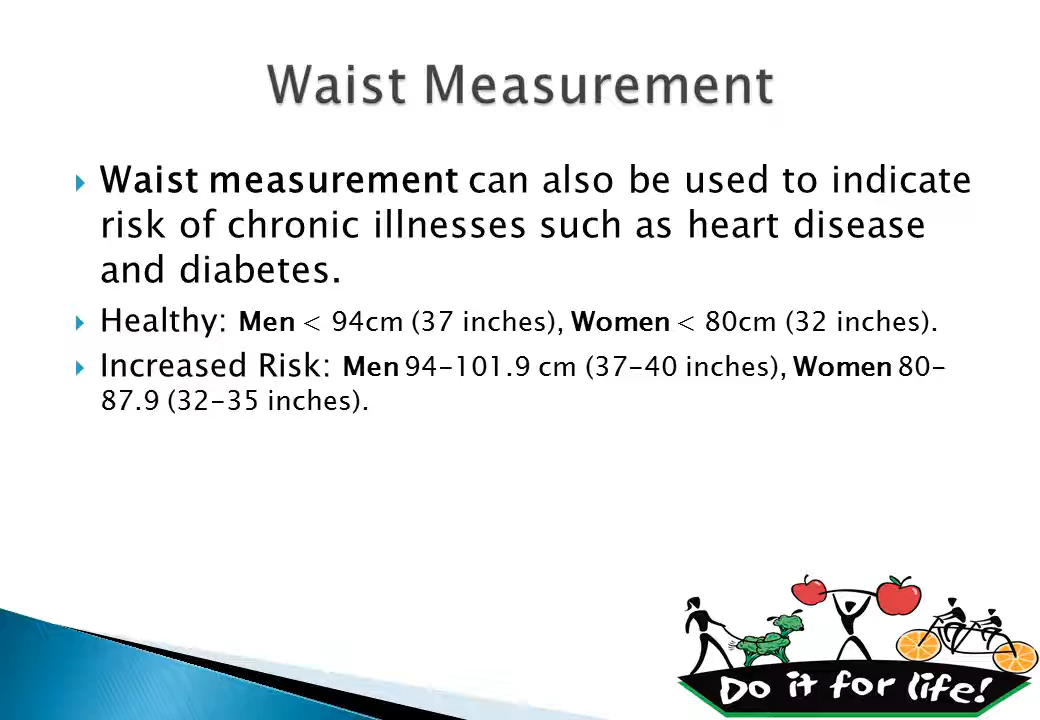 Waist Measurement
Waist measurement can also be used to indicate
risk of chronic illnesses such as heart disease
and diabetes.
Healthy: Men < 94cm (37 inches), Women < 80cm (32 inches).
Increased Risk: Men 94-101.9 cm (37-40 inches), Women 80-
87.9 (32-35 inches).
Do it for life!